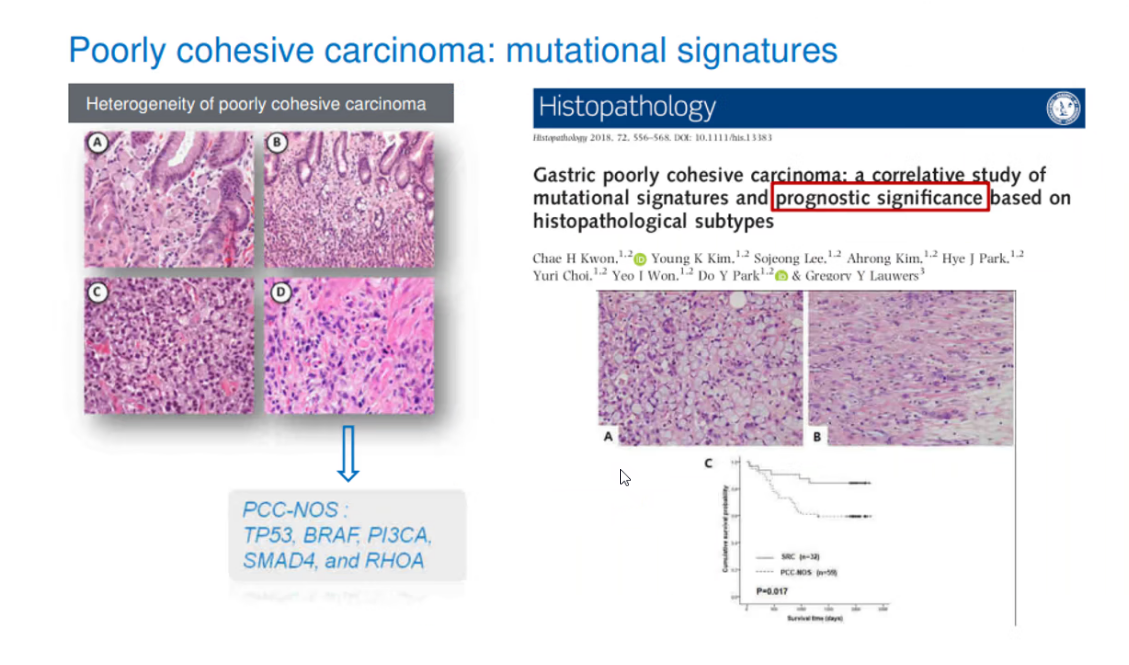 Poorly cohesive carcinoma: mutational signatures
Heterogeneity of poorly cohesive carcinoma
A
B
C
D
PCC-NOS :
TP53, BRAF, PI3CA,
SMAD4, and RHOA
Histopathology
Histopathology 2018, 72, 556–568. DOI: 10.1111/his.13383
Gastric poorly cohesive carcinoma: a correlative study of
mutational signatures and prognostic significance based on
histopathological subtypes
Chae H Kwon,1,2 Young K Kim,1,2 Sojeong Lee,1,2 Ahrong Kim,1,2 Hye J Park,1,2
Yuri Choi,1,2 Yeo J Won,1,2 Do Y Park1,2 & Gregory Y Lauwers3
A
B
C
Cumulative survival probability
SRC (n=32)
PCC-NOS (n=59)
P=0.017
Survival time (days)